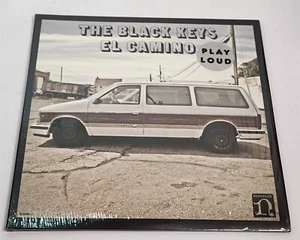 THE BLACK KEYS /
EL CAMINO
PLAY
LOUD